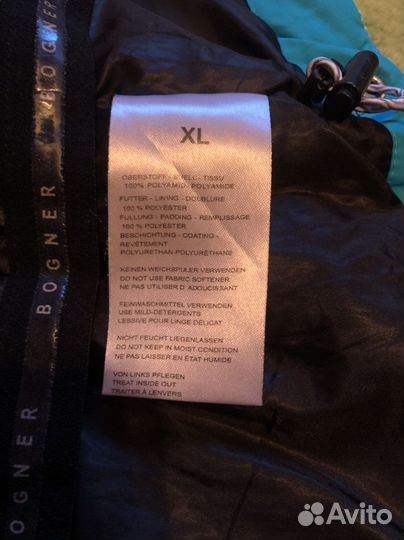 XL
OBERSTOFF - SHELL - TISSU
100% POLYAMID, POLYAMIDE
FUTTER - LINING - DOUBLURE
100 % POLYESTER
FÜLLUNG - PADDING - REMPLISSAGE
100 % POLYESTER
BESCHICHTUNG - COATING -
REVÊTEMENT
POLYURETHAN-POLYURÉTHANE
KEINEN WEICHSPÜLER VERWENDEN
DO NOT USE FABRIC SOFTENER
NE PAS UTILISER D'ADOUCISSANT
FEINWASCHMITTEL VERWENDEN
USE MILD-DETERGENTS
LESSIVE POUR LINGE DÉLICAT
NICHT FEUCHT LIEGENLASSEN
DO NOT KEEP IN MOIST CONDITION
NE PAS LAISSER EN ÉTAT HUMIDE
VON LINKS PFLEGEN
TREAT INSIDE OUT
TRAITER À L'ENVERS
BOGNER
BOGNER
BOGNER
Avito